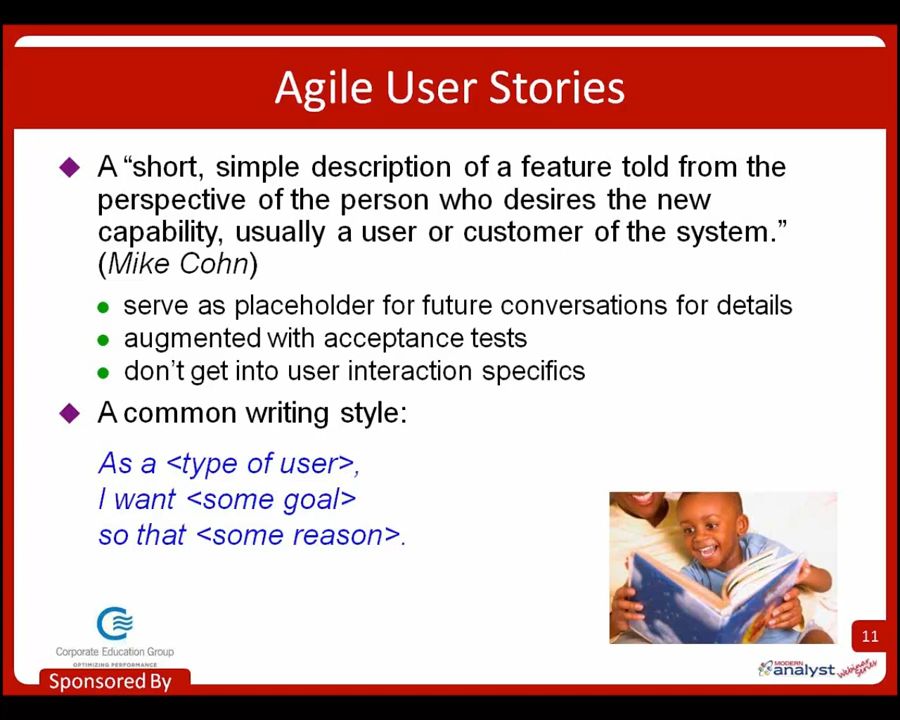 Agile User Stories
A “short, simple description of a feature told from the
perspective of the person who desires the new
capability, usually a user or customer of the system.”
(Mike Cohn)
serve as placeholder for future conversations for details
augmented with acceptance tests
don’t get into user interaction specifics
A common writing style:
As a <type of user>,
I want <some goal>
so that <some reason>.
Corporate Education Group
OPTIMIZING PERFORMANCE
Sponsored By
11
MODERN
analyst
Webinar
Series